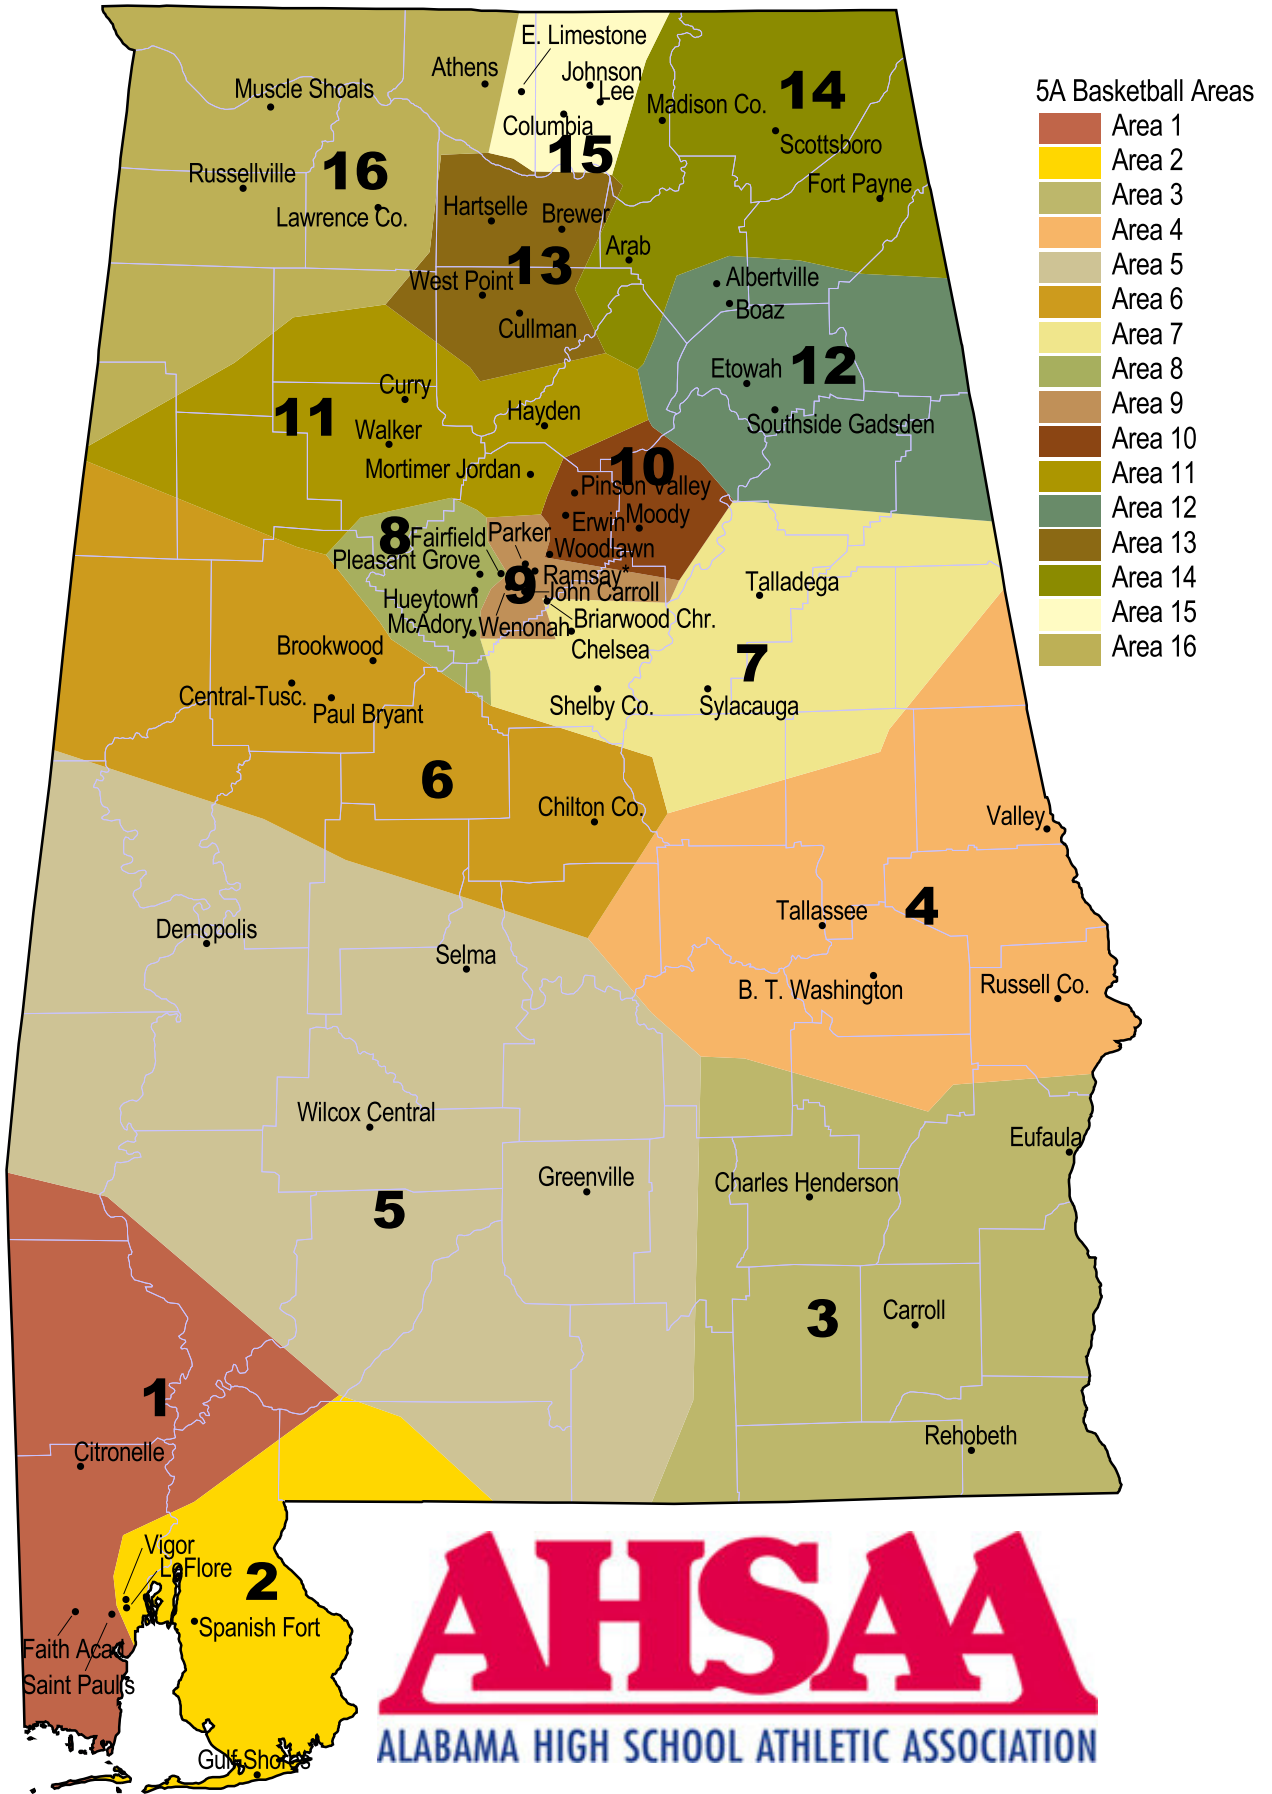 E. Limestone
Athens
Johnson
Lee
Muscle Shoals
Columbia
Madison Co.
14
5A Basketball Areas
Area 1
Area 2
Area 3
Area 4
Area 5
Area 6
Area 7
Area 8
Area 9
Area 10
Area 11
Area 12
Area 13
Area 14
Area 15
Area 16
15
Scottsboro
Russellville
16
Fort Payne
Lawrence Co.
Hartselle
Brewer
Arab
13
West Point
Albertville
Boaz
Cullman
Etowah
12
Curry
11
Hayden
Southside Gadsden
Walker
Mortimer Jordan
10
Pinson Valley
8
Fairfield
Parker
Erwin
Moody
Pleasant Grove
Woodlawn
9
Ramsay*
John Carroll
Talladega
Hueytown
McAdory
Wenonah
Briarwood Chr.
Chelsea
Brookwood
7
Central-Tusc.
Paul Bryant
Shelby Co.
Sylacauga
6
Chilton Co.
Valley
Tallassee
4
Demopolis
Selma
B. T. Washington
Russell Co.
Wilcox Central
Eufaula
Greenville
Charles Henderson
5
3
Carroll
1
Citronelle
Rehobeth
Vigor
LeFlore
2
Spanish Fort
Faith Acad
Saint Paul's
Gulf Shores
AHSAA
ALABAMA HIGH SCHOOL ATHLETIC ASSOCIATION